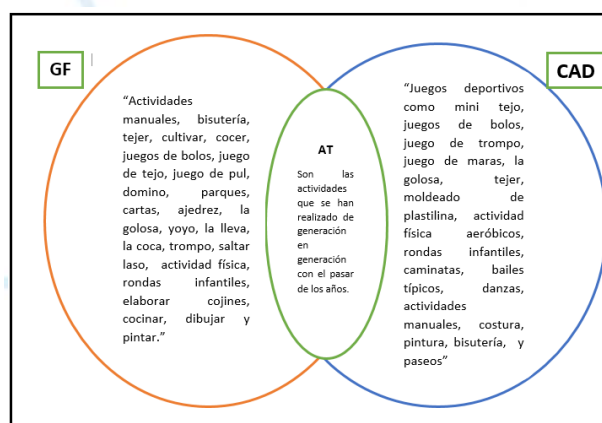 GF
CAD
“Actividades
manuales, bisutería,
tejer, cultivar, cocer,
juegos de bolos, juego
de tejo, juego de pul,
domino, parques,
cartas, ajedrez, la
golosa, yoyo, la lleva,
la coca, trompo, saltar
laso, actividad física,
rondas infantiles,
elaborar cojines,
cocinar, dibujar y
pintar.”
AT
Son las
actividades
que se han
realizado de
generación
en
generación
con el pasar
de los años.
“Juegos deportivos
como mini tejo,
juegos de bolos,
juego de trompo,
juego de maras, la
golosa, tejer,
moldeado de
plastilina, actividad
física aeróbicos,
rondas infantiles,
caminatas, bailes
típicos, danzas,
actividades
manuales, costura,
pintura, bisutería, y
paseos”